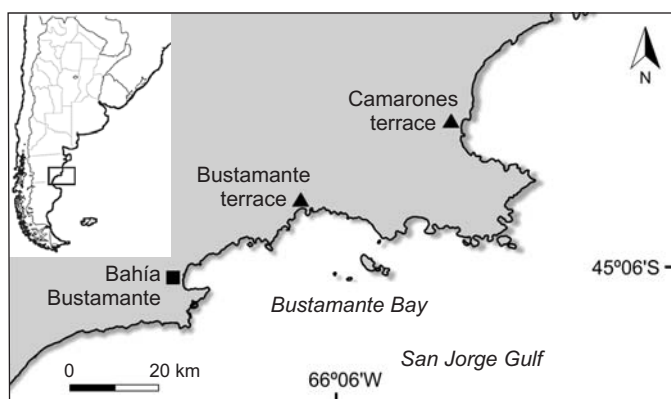 N
Camarones
terrace
Bustamante
terrace
Bahía
Bustamante
45º06'S
Bustamante Bay
San Jorge Gulf
0 20 km
66º06'W